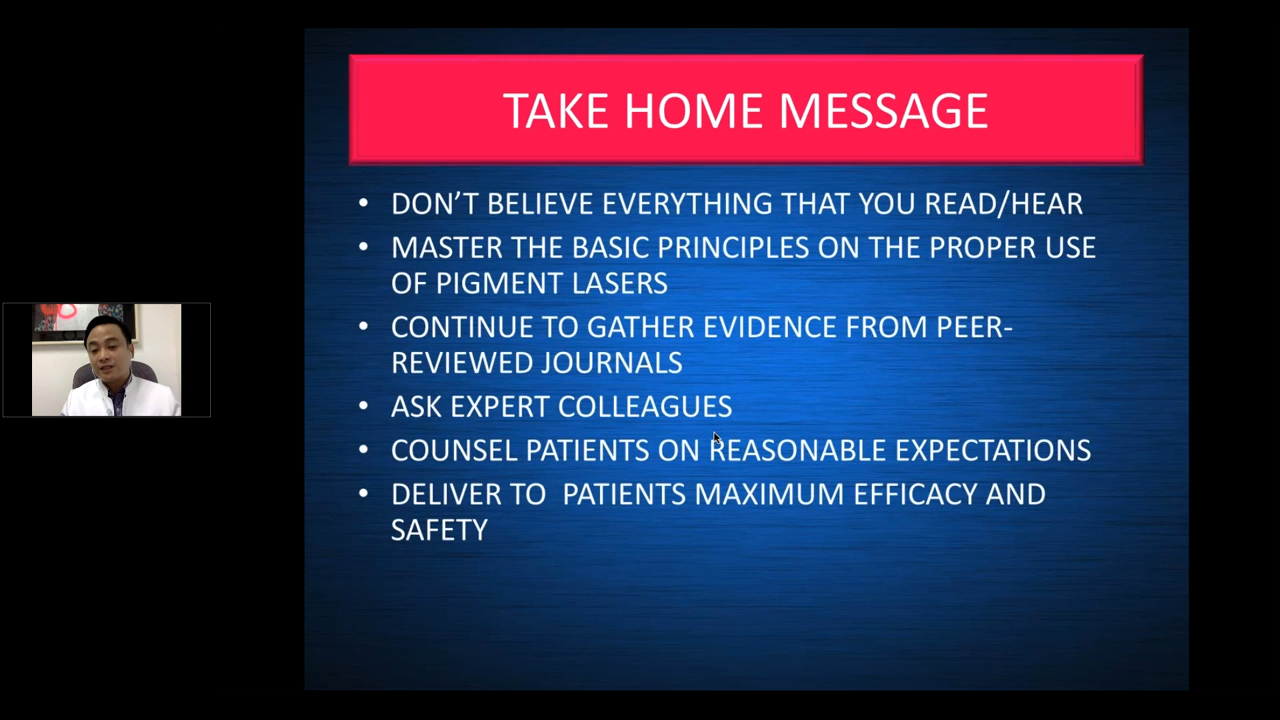 TAKE HOME MESSAGE
• DON’T BELIEVE EVERYTHING THAT YOU READ/HEAR
• MASTER THE BASIC PRINCIPLES ON THE PROPER USE
OF PIGMENT LASERS
• CONTINUE TO GATHER EVIDENCE FROM PEER-
REVIEWED JOURNALS
• ASK EXPERT COLLEAGUES
• COUNSEL PATIENTS ON REASONABLE EXPECTATIONS
• DELIVER TO  PATIENTS MAXIMUM EFFICACY AND
SAFETY